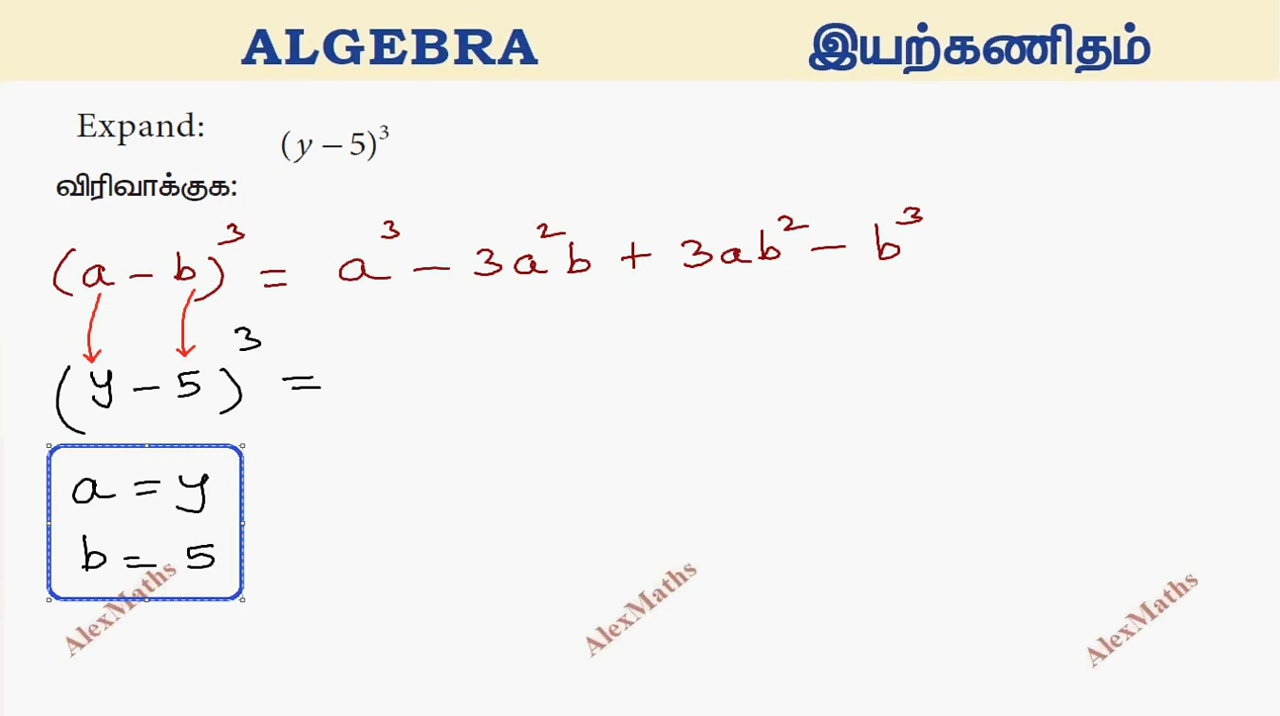 ALGEBRA இயற்கணிதம்
Expand: (y – 5)³
விரிவாக்குக:
(a – b)³ = a³ – 3a²b + 3ab² – b³
(y – 5)³ =
a = y
b = 5
AlexMaths AlexMaths AlexMaths